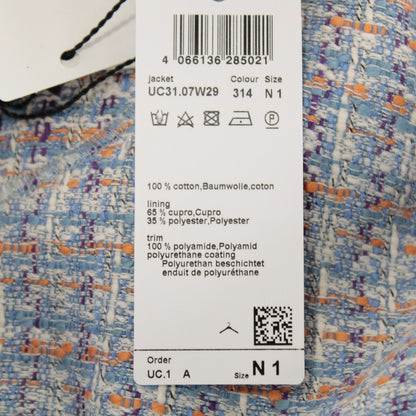 4 066136 285021
jacket Colour Size
UC31.07W29 314 N 1
P
100 % cotton,Baumwolle,coton
lining
65 % cupro,Cupro
35 % polyester,Polyester
trim
100 % polyamide,Polyamid
polyurethane coating
Polyurethan beschichtet
enduit de polyuréthane
Order
UC.1 A Size N 1